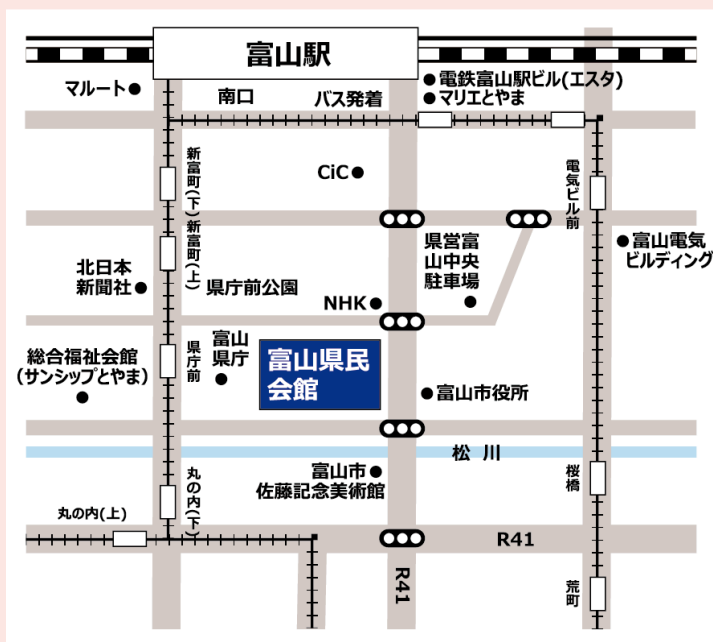 富山駅
マルート
南口
バス発着
電鉄富山駅ビル(エスタ)
マリエとやま
新富町(下)
CiC
電気ビル前
新富町(上)
県営富
山中央
駐車場
富山電気
ビルディング
北日本
新聞社
県庁前公園
NHK
総合福祉会館
(サンシップとやま)
県庁前
富山
県庁
富山県民
会館
富山市役所
松川
富山市
佐藤記念美術館
丸の内(下)
桜橋
丸の内(上)
R41
R41
荒町